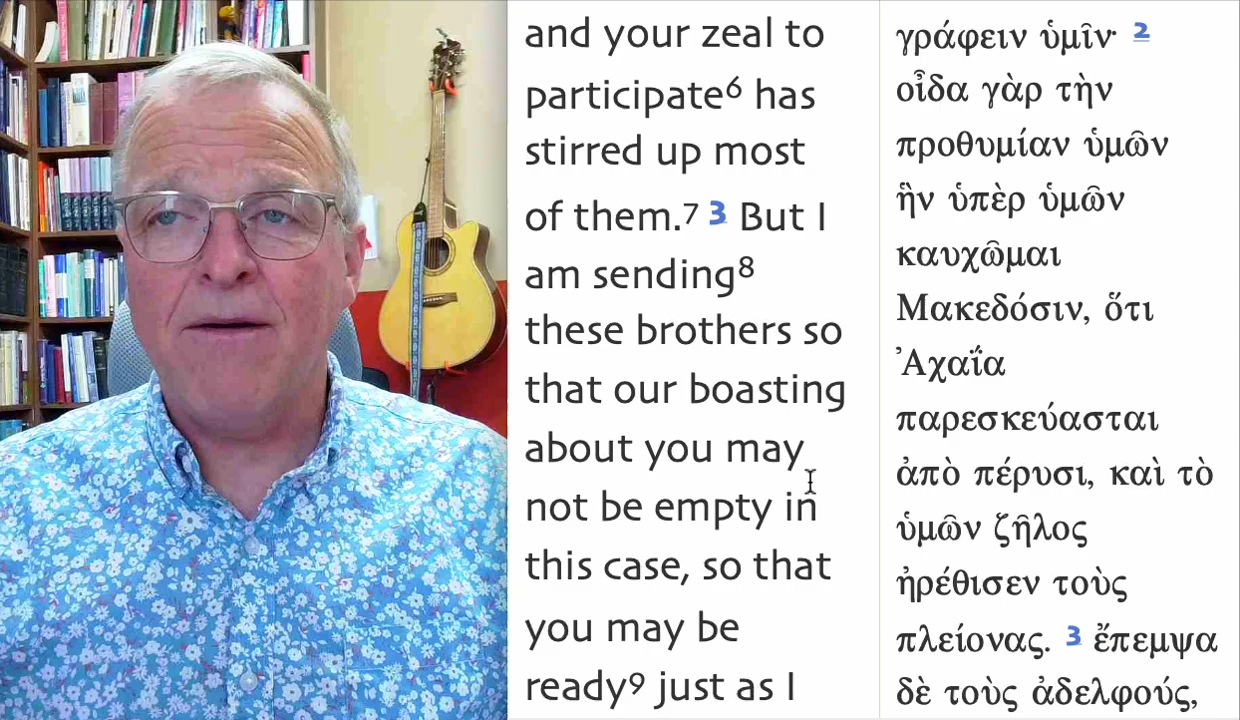 and your zeal to
participate⁶ has
stirred up most
of them.⁷ 3 But I
am sending⁸
these brothers so
that our boasting
about you may
not be empty in
this case, so that
you may be
ready⁹ just as I
γράφειν ὑμῖν· 2
οἶδα γὰρ τὴν
προθυμίαν ὑμῶν
ἣν ὑπὲρ ὑμῶν
καυχῶμαι
Μακεδόσιν, ὅτι
Ἀχαΐα
παρεσκεύασται
ἀπὸ πέρυσι, καὶ τὸ
ὑμῶν ζῆλος
ἠρέθισεν τοὺς
πλείονας. 3 ἔπεμψα
δὲ τοὺς ἀδελφούς,